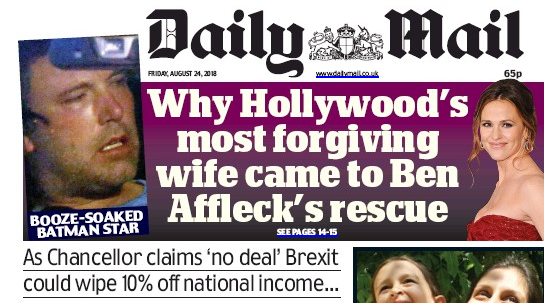 Daily Mail
FRIDAY, AUGUST 24, 2018
www.dailymail.co.uk
65p
Why Hollywood's
most forgiving
wife came to Ben
Affleck's rescue
SEE PAGES 14-15
BOOZE-SOAKED
BATMAN STAR
As Chancellor claims 'no deal' Brexit
could wipe 10% off national income...